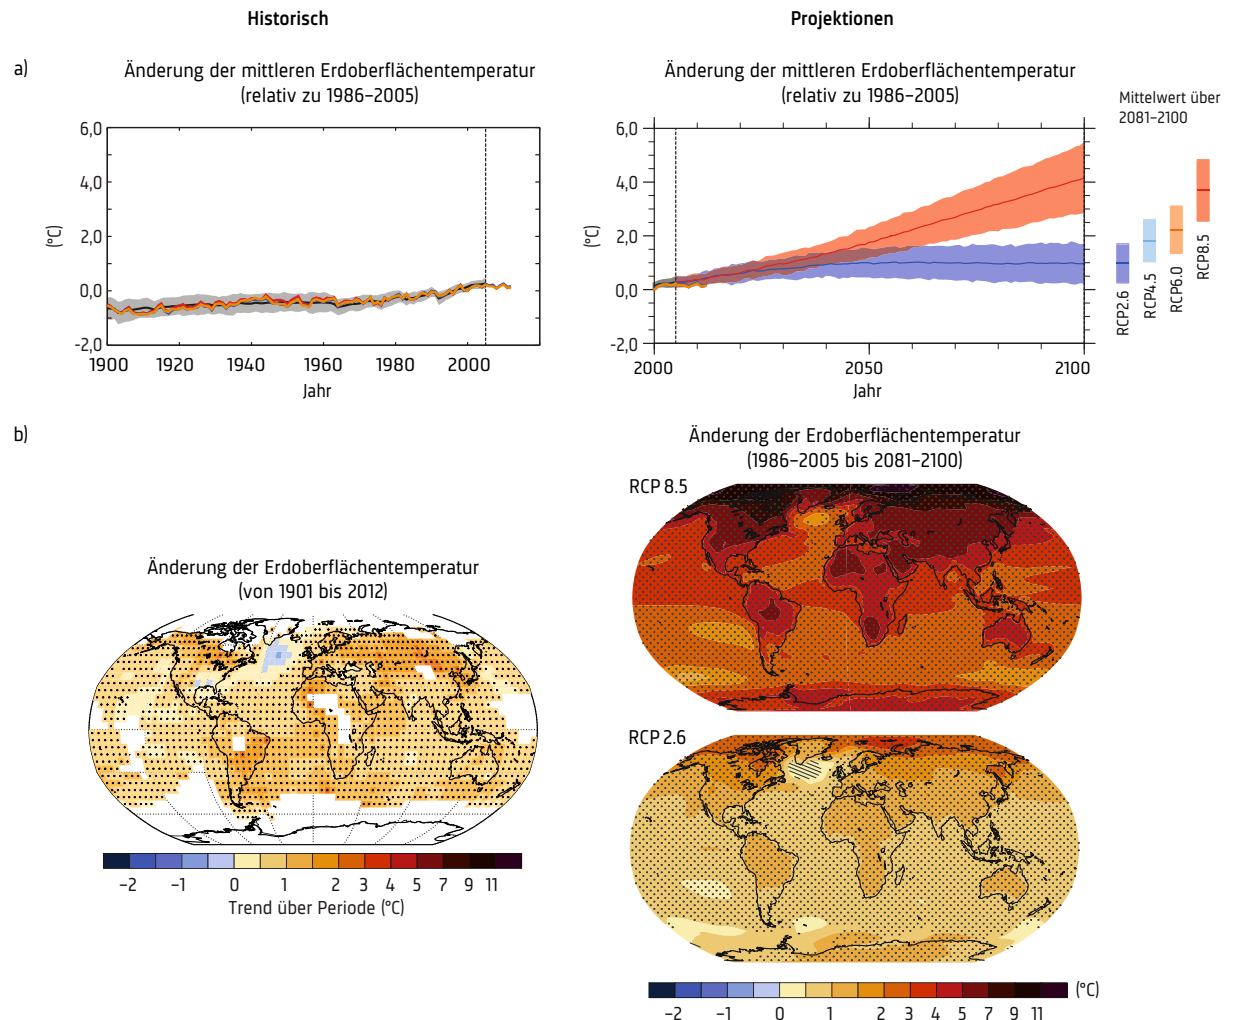 Historisch
Projektionen
a)
Änderung der mittleren Erdoberflächentemperatur
(relativ zu 1986–2005)
6,0
4,0
2,0
0,0
-2,0
(°C)
1900 1920 1940 1960 1980 2000
Jahr
Änderung der mittleren Erdoberflächentemperatur
(relativ zu 1986–2005)
6,0
4,0
2,0
0,0
-2,0
(°C)
2000 2050 2100
Jahr
Mittelwert über
2081–2100
RCP2.6
RCP4.5
RCP6.0
RCP8.5
b)
Änderung der Erdoberflächentemperatur
(von 1901 bis 2012)
−2 −1 0 1 2 3 4 5 7 9 11
Trend über Periode (°C)
Änderung der Erdoberflächentemperatur
(1986–2005 bis 2081–2100)
RCP 8.5
RCP 2.6
(°C)
−2 −1 0 1 2 3 4 5 7 9 11